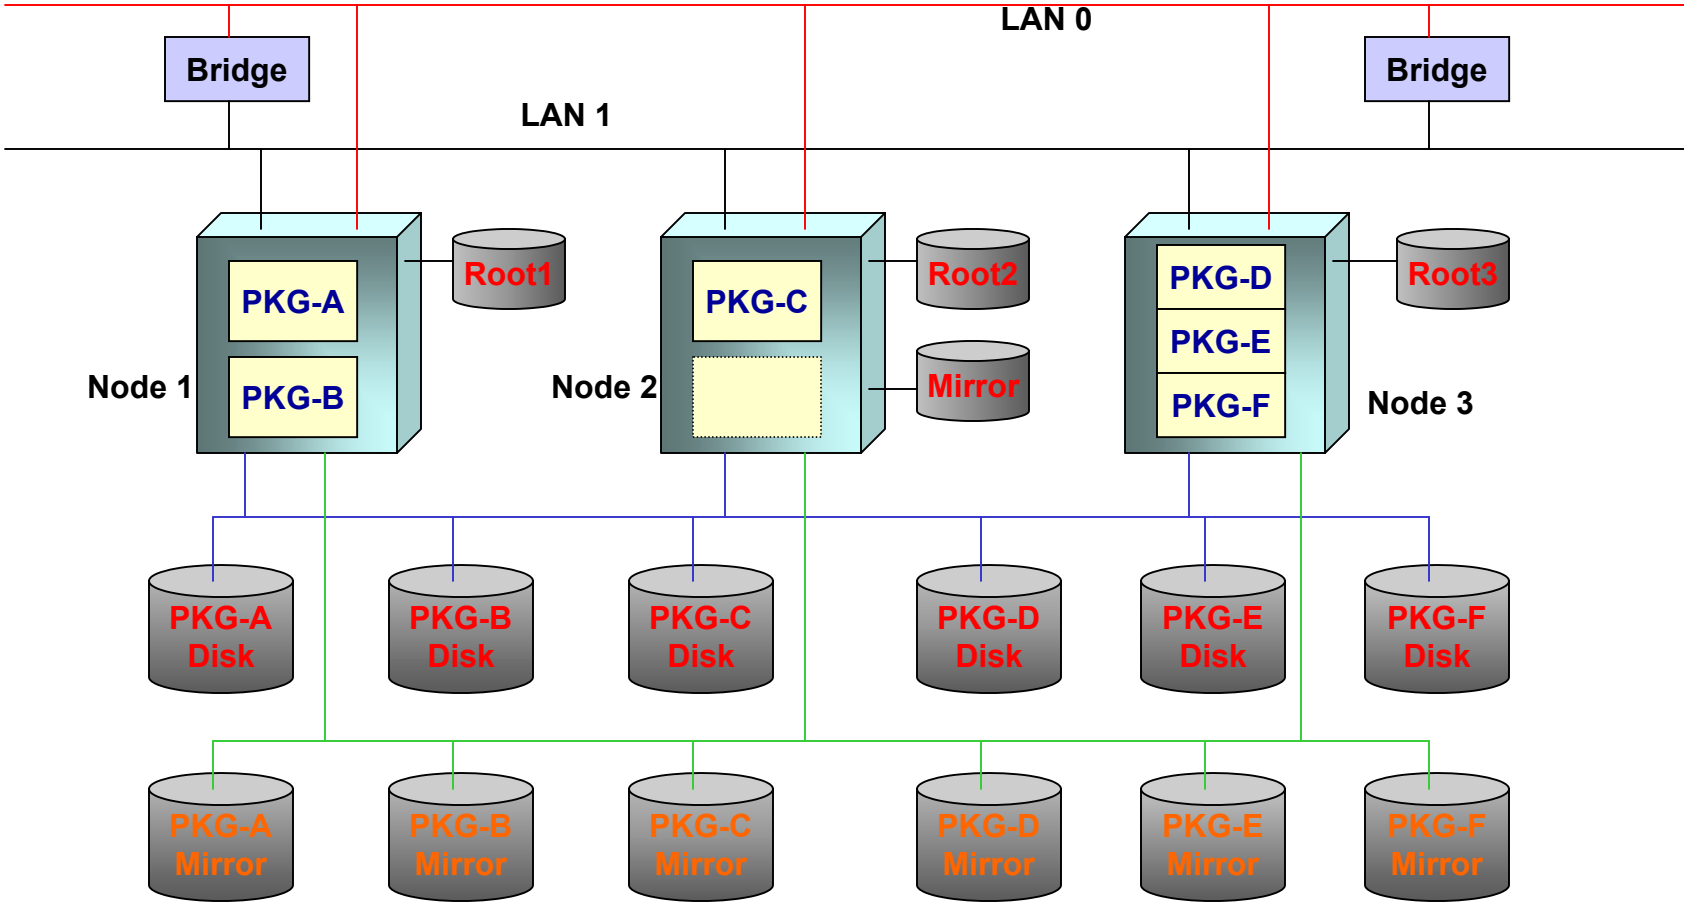 LAN 0
Bridge
Bridge
LAN 1
Root1
Root2
Root3
PKG-A
PKG-C
PKG-D
PKG-E
Node 1
PKG-B
Node 2
Mirror
PKG-F
Node 3
PKG-A
Disk
PKG-B
Disk
PKG-C
Disk
PKG-D
Disk
PKG-E
Disk
PKG-F
Disk
PKG-A
Mirror
PKG-B
Mirror
PKG-C
Mirror
PKG-D
Mirror
PKG-E
Mirror
PKG-F
Mirror